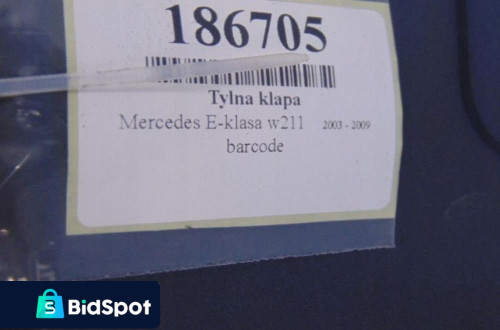 186705
Tylna klapa
Mercedes E-klasa w211 2003 - 2009
barcode
BidSpot